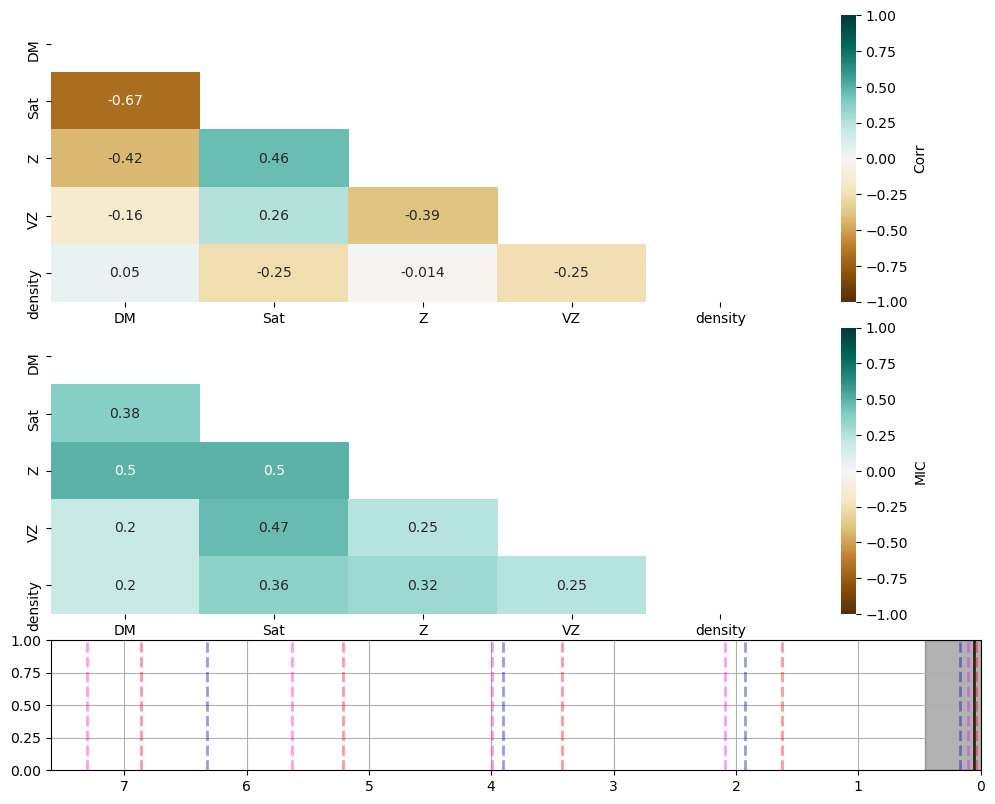 DM
Sat
Z
VZ
density
-0.67
-0.42 0.46
-0.16 0.26 -0.39
0.05 -0.25 -0.014 -0.25
DM Sat Z VZ density
1.00
0.75
0.50
0.25
0.00
−0.25
−0.50
−0.75
−1.00
Corr
DM
Sat
Z
VZ
density
0.38
0.5 0.5
0.2 0.47 0.25
0.2 0.36 0.32 0.25
DM Sat Z VZ density
1.00
0.75
0.50
0.25
0.00
−0.25
−0.50
−0.75
−1.00
MIC
1.00
0.75
0.50
0.25
0.00
7 6 5 4 3 2 1 0